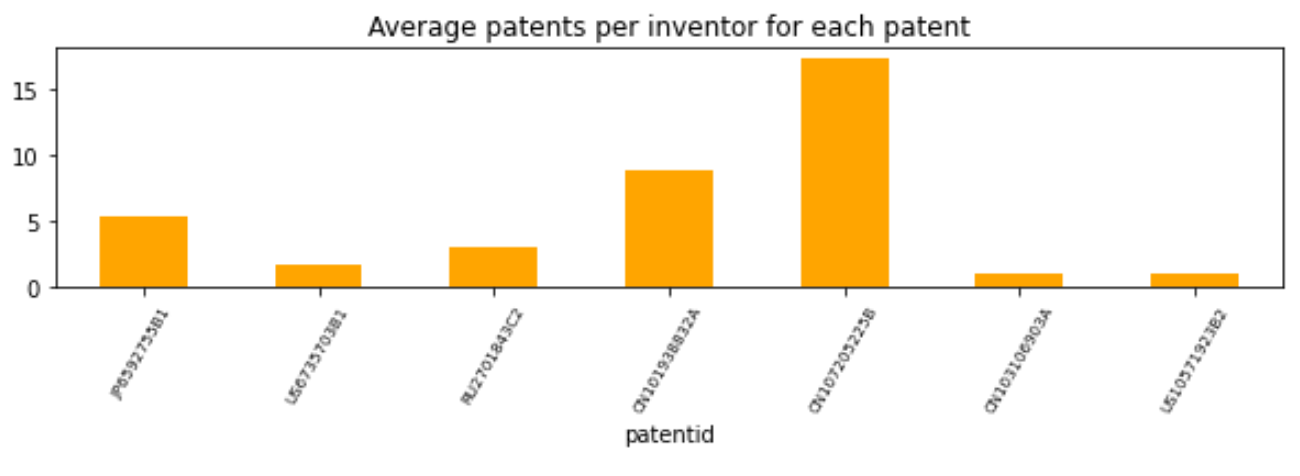 Average patents per inventor for each patent
15
10
5
0
JP6592755B1
US6735703B1
RU2701843C2
CN101938832A
CN107205225B
CN103106903A
US10571923B2
patentid